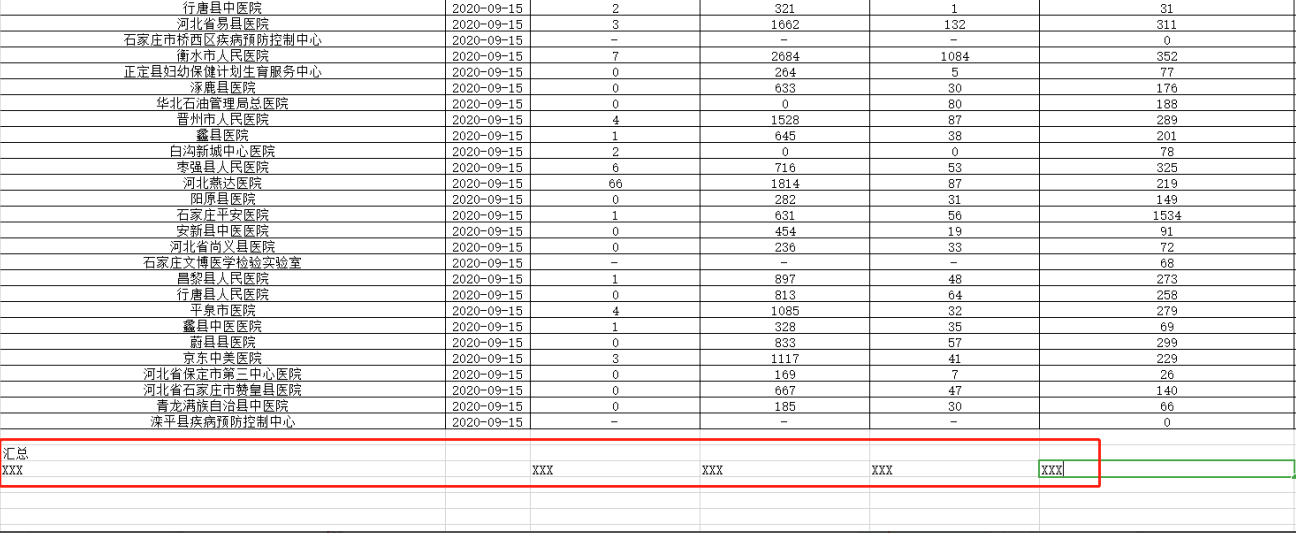 行唐县中医院 2020-09-15 2 321 1 31
河北省易县医院 2020-09-15 3 1662 132 311
石家庄市桥西区疾病预防控制中心 2020-09-15 - - - 0
衡水市人民医院 2020-09-15 7 2684 1084 352
正定县妇幼保健计划生育服务中心 2020-09-15 0 264 5 77
涿鹿县医院 2020-09-15 0 633 30 176
华北石油管理局总医院 2020-09-15 0 0 80 188
晋州市人民医院 2020-09-15 4 1528 87 289
蠡县医院 2020-09-15 1 645 38 201
白沟新城中心医院 2020-09-15 2 0 0 78
枣强县人民医院 2020-09-15 6 716 53 325
河北燕达医院 2020-09-15 66 1814 87 219
阳原县医院 2020-09-15 0 282 31 149
石家庄平安医院 2020-09-15 1 631 56 1534
安新县中医医院 2020-09-15 0 454 19 91
河北省尚义县医院 2020-09-15 0 236 33 72
石家庄文博医学检验实验室 2020-09-15 - - - 68
昌黎县人民医院 2020-09-15 1 897 48 273
行唐县人民医院 2020-09-15 0 813 64 258
平泉市医院 2020-09-15 4 1085 32 279
蠡县中医医院 2020-09-15 1 328 35 69
蔚县县医院 2020-09-15 0 833 57 299
京东中美医院 2020-09-15 3 1117 41 229
河北省保定市第三中心医院 2020-09-15 0 169 7 26
河北省石家庄市赞皇县医院 2020-09-15 0 667 47 140
青龙满族自治县中医院 2020-09-15 0 185 30 66
滦平县疾病预防控制中心 2020-09-15 - - - 0
汇总
XXX XXX XXX XXX XXX